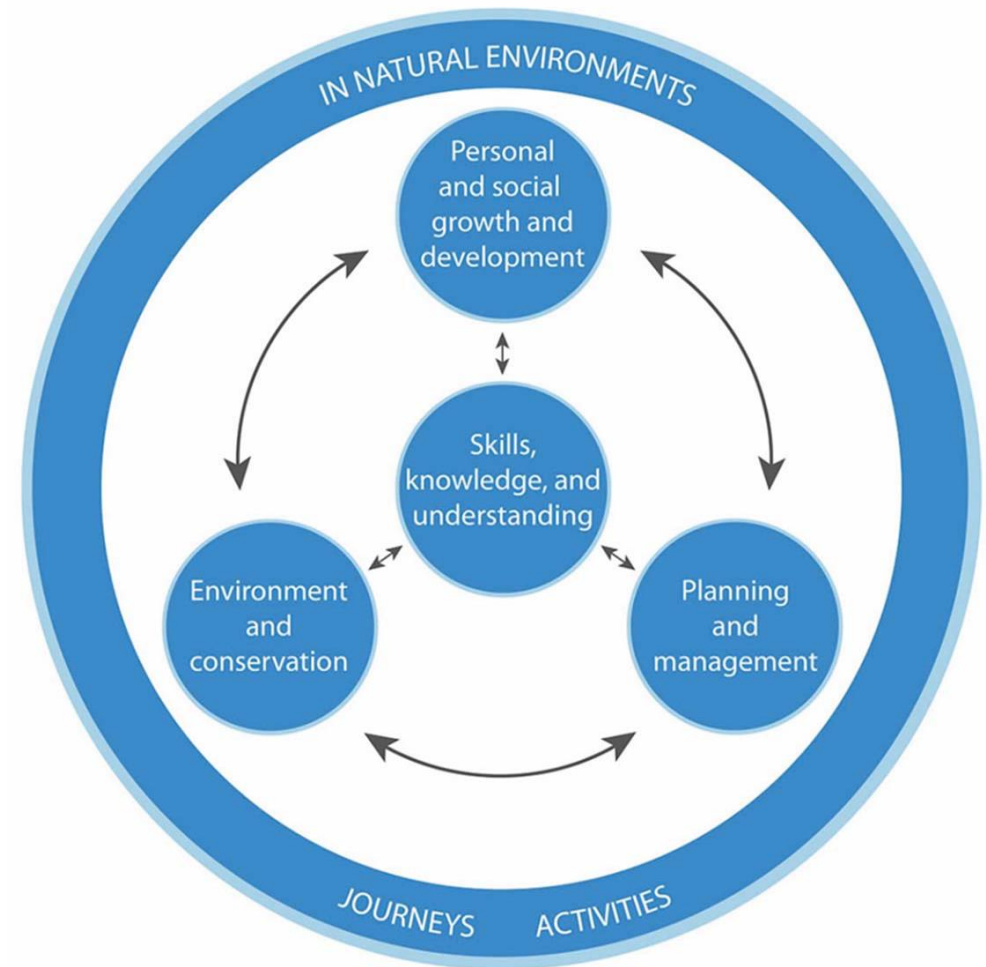 IN NATURAL ENVIRONMENTS
Personal
and social
growth and
development
Skills,
knowledge, and
understanding
Environment
and
conservation
Planning
and
management
JOURNEYS ACTIVITIES